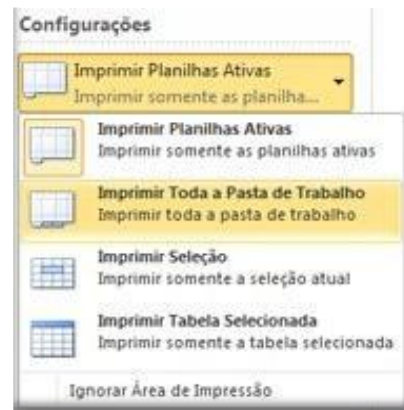 Configurações
Imprimir Planilhas Ativas
Imprimir somente as planilha...
Imprimir Planilhas Ativas
Imprimir somente as planilhas ativas
Imprimir Toda a Pasta de Trabalho
Imprimir toda a pasta de trabalho
Imprimir Seleção
Imprimir somente a seleção atual
Imprimir Tabela Selecionada
Imprimir somente a tabela selecionada
Ignorar Área de Impressão